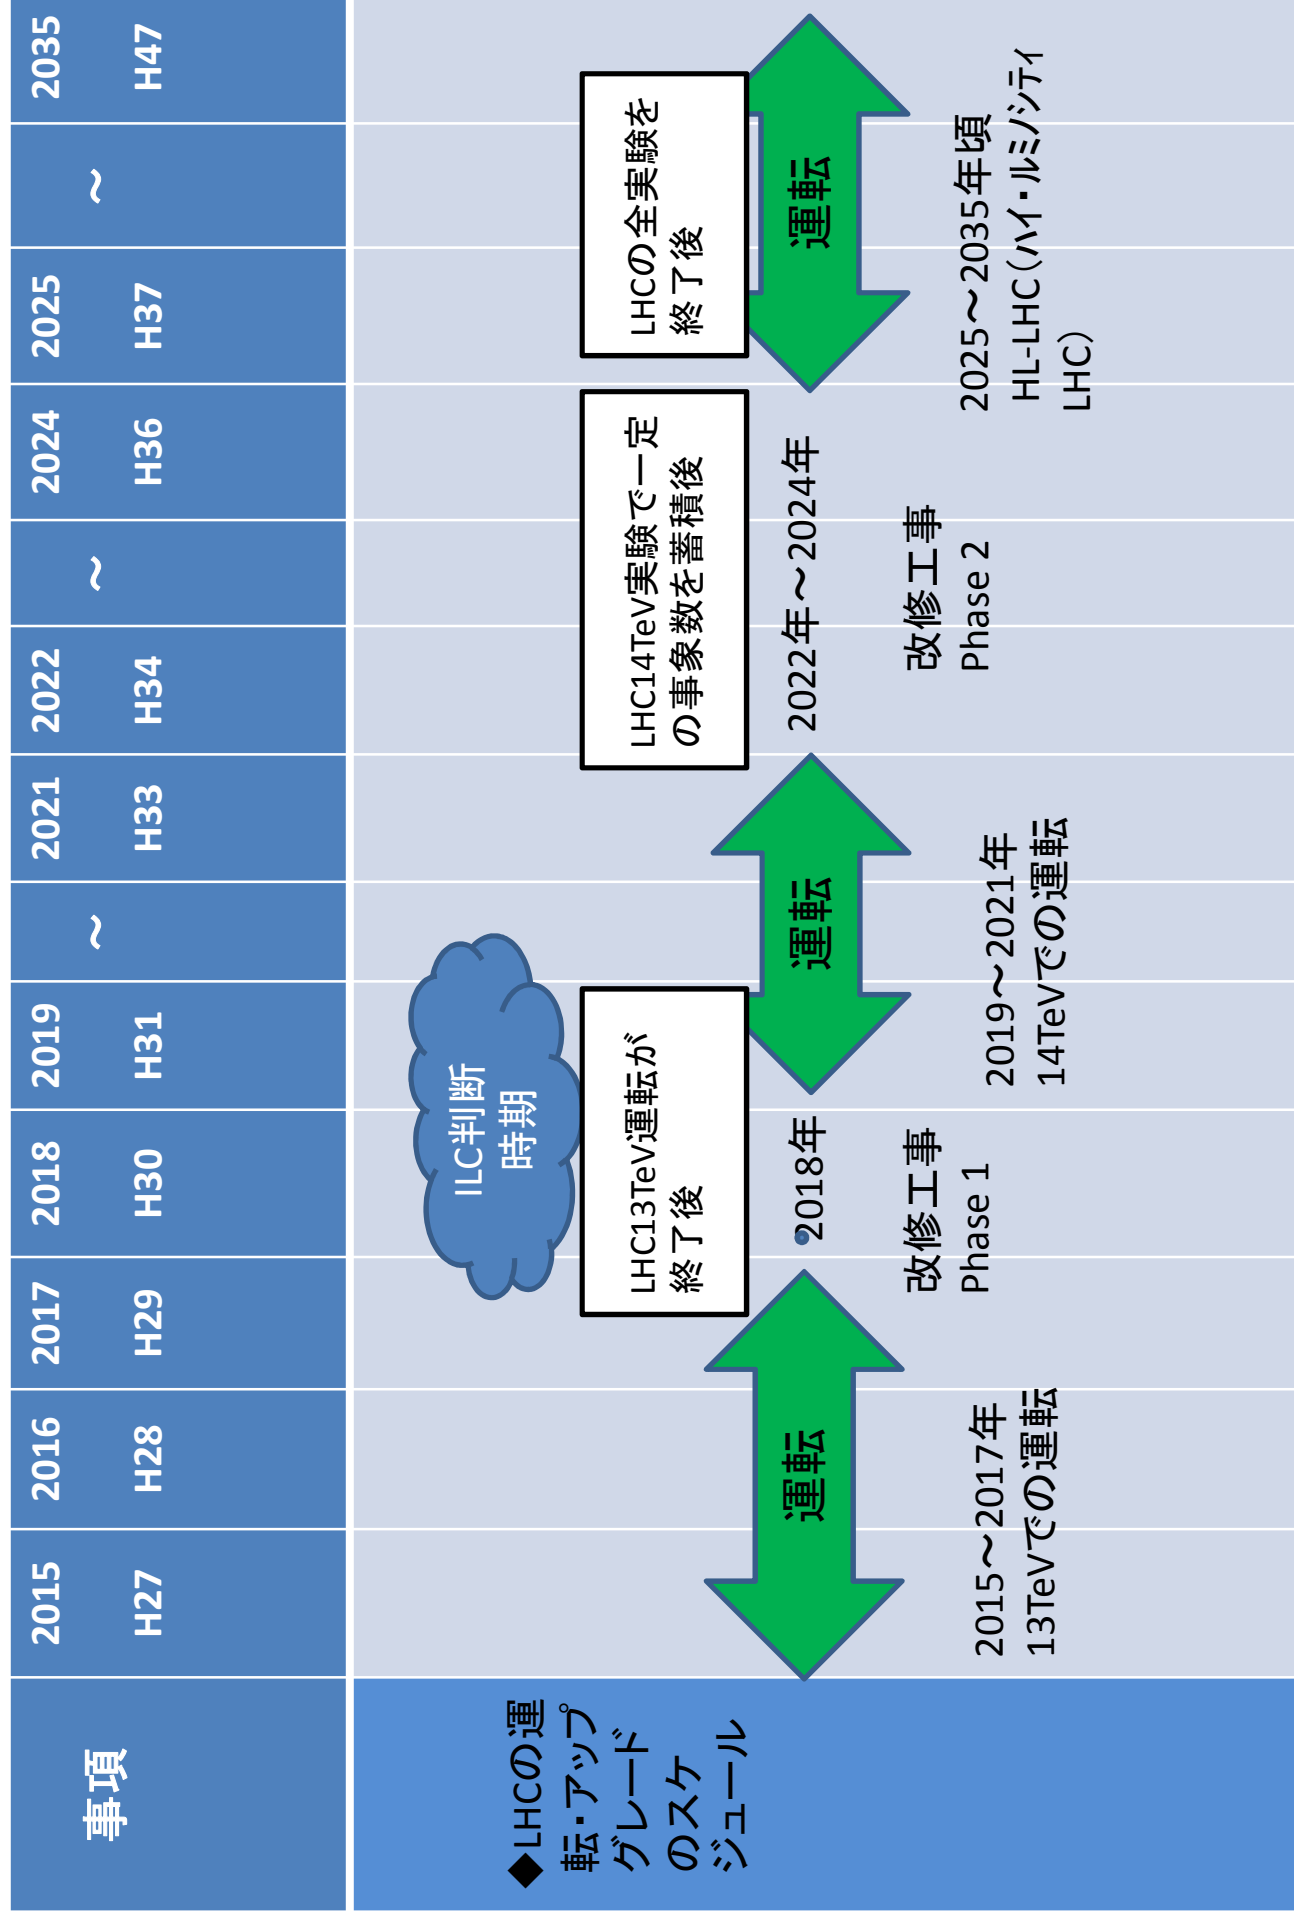 事項
2015
H27
2016
H28
2017
H29
2018
H30
2019
H31
～
2021
H33
2022
H34
～
2024
H36
2025
H37
～
2035
H47
◆LHCの運
転・アップ
グレード
のスケ
ジュール
ILC判断
時期
LHC13TeV運転が
終了後
LHC14TeV実験で一定
の事象数を蓄積後
LHCの全実験を
終了後
運転
2015～2017年
13TeVでの運転
2018年
改修工事
Phase 1
運転
2019～2021年
14TeVでの運転
2022年～2024年
改修工事
Phase 2
運転
2025～2035年頃
HL-LHC（ハイ・ルミノシティ
LHC）